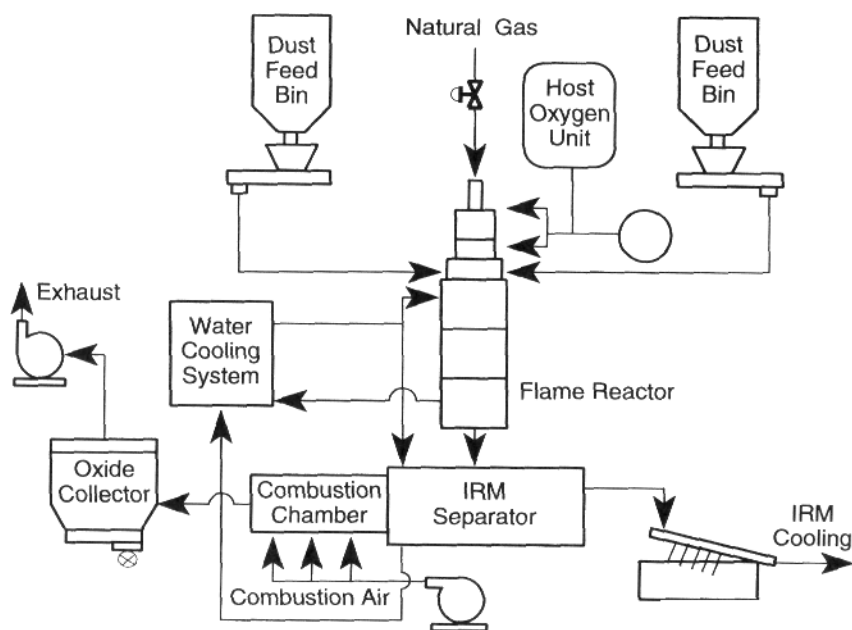 Dust
Feed
Bin
Natural Gas
Host
Oxygen
Unit
Dust
Feed
Bin
Exhaust
Water
Cooling
System
Flame Reactor
Oxide
Collector
Combustion
Chamber
IRM
Separator
IRM
Cooling
Combustion Air